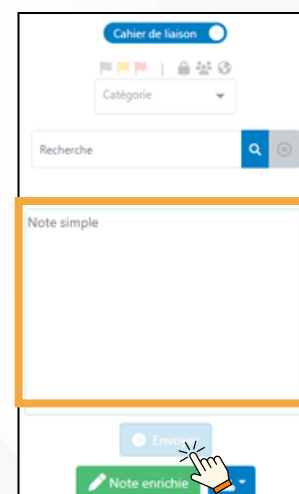 Cahier de liaison
Catégorie
Recherche
Note simple
Note enrichie